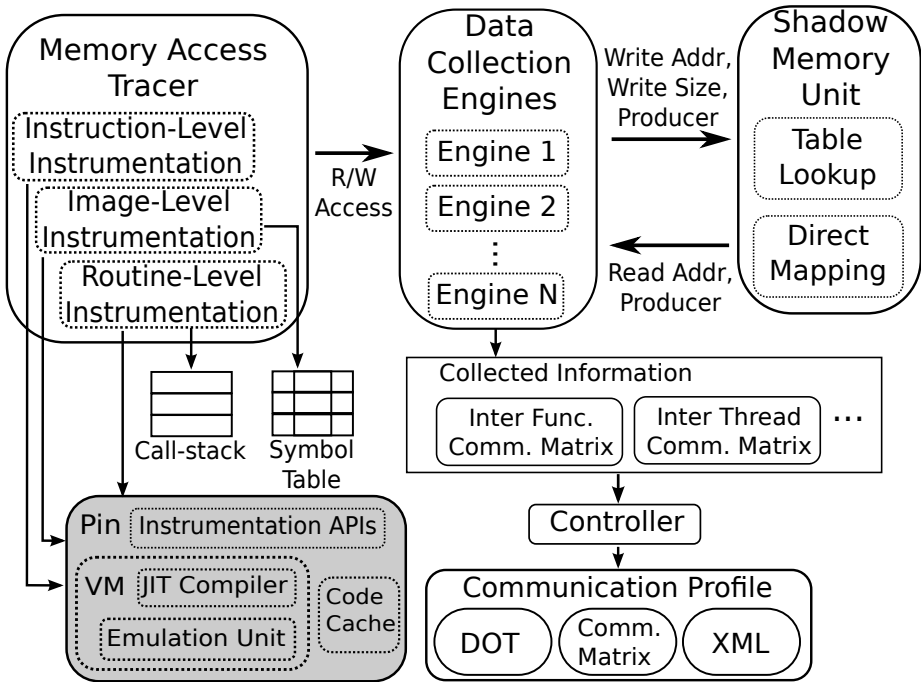 Memory Access
Tracer
Instruction-Level
Instrumentation
Image-Level
Instrumentation
Routine-Level
Instrumentation
R/W
Access
Data
Collection
Engines
Engine 1
Engine 2
⋮
Engine N
Write Addr,
Write Size,
Producer
Read Addr,
Producer
Shadow
Memory
Unit
Table
Lookup
Direct
Mapping
Call-stack
Symbol
Table
Collected Information
Inter Func.
Comm. Matrix
Inter Thread
Comm. Matrix
...
Controller
Pin
Instrumentation APIs
VM
JIT Compiler
Emulation Unit
Code
Cache
Communication Profile
DOT
Comm.
Matrix
XML